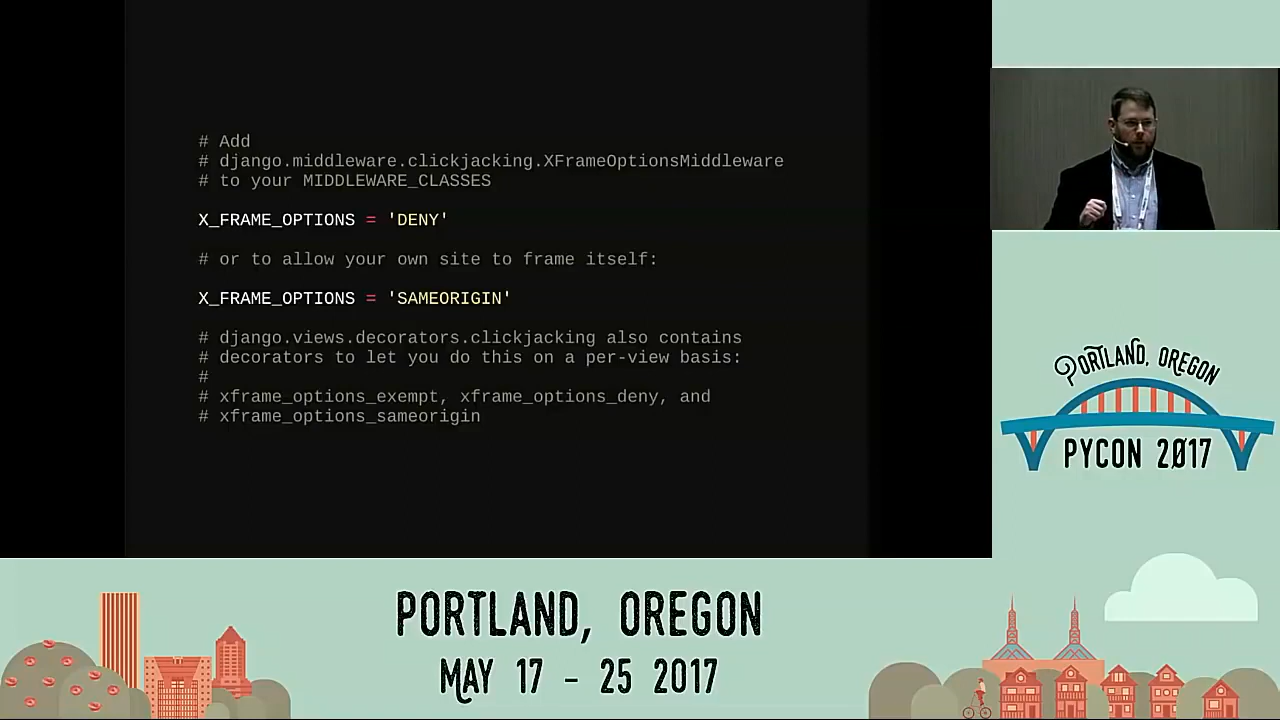 # Add
# django.middleware.clickjacking.XFrameOptionsMiddleware
# to your MIDDLEWARE_CLASSES
X_FRAME_OPTIONS = 'DENY'
# or to allow your own site to frame itself:
X_FRAME_OPTIONS = 'SAMEORIGIN'
# django.views.decorators.clickjacking also contains
# decorators to let you do this on a per-view basis:
#
# xframe_options_exempt, xframe_options_deny, and
# xframe_options_sameorigin
PORTLAND, OREGON
PYCON 2017
PORTLAND, OREGON
MAY 17 - 25 2017